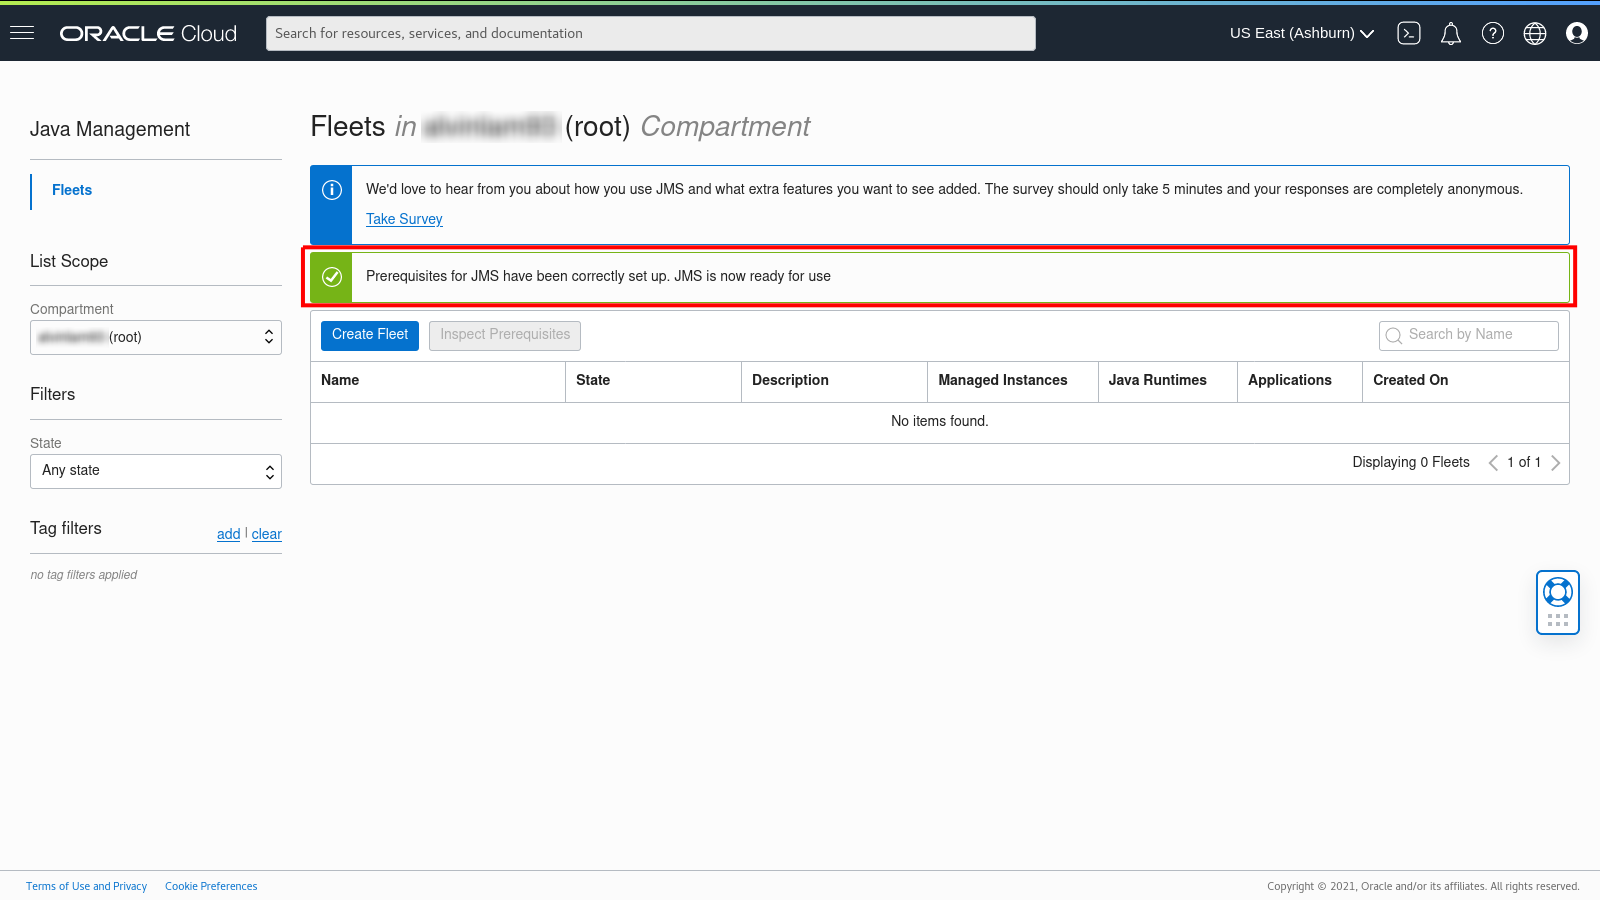 ORACLE Cloud
Search for resources, services, and documentation
US East (Ashburn)
Java Management
Fleets
List Scope
Compartment
(root)
Filters
State
Any state
Tag filters
add | clear
no tag filters applied
Fleets in (root) Compartment
We'd love to hear from you about how you use JMS and what extra features you want to see added. The survey should only take 5 minutes and your responses are completely anonymous.
Take Survey
Prerequisites for JMS have been correctly set up. JMS is now ready for use
Create Fleet Inspect Prerequisites Search by Name
Name State Description Managed Instances Java Runtimes Applications Created On
No items found.
Displaying 0 Fleets 1 of 1
Terms of Use and Privacy Cookie Preferences Copyright © 2021, Oracle and/or its affiliates. All rights reserved.